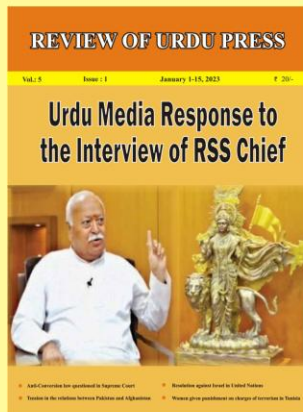 REVIEW OF URDU PRESS
Vol.: 5 Issue : 1 January 1-15, 2023 ₹ 20/-
Urdu Media Response to
the Interview of RSS Chief
Anti-Conversion law questioned in Supreme Court
Tension in the relations between Pakistan and Afghanistan
Resolution against Israel in United Nations
Women given punishment on charges of terrorism in Tunisia